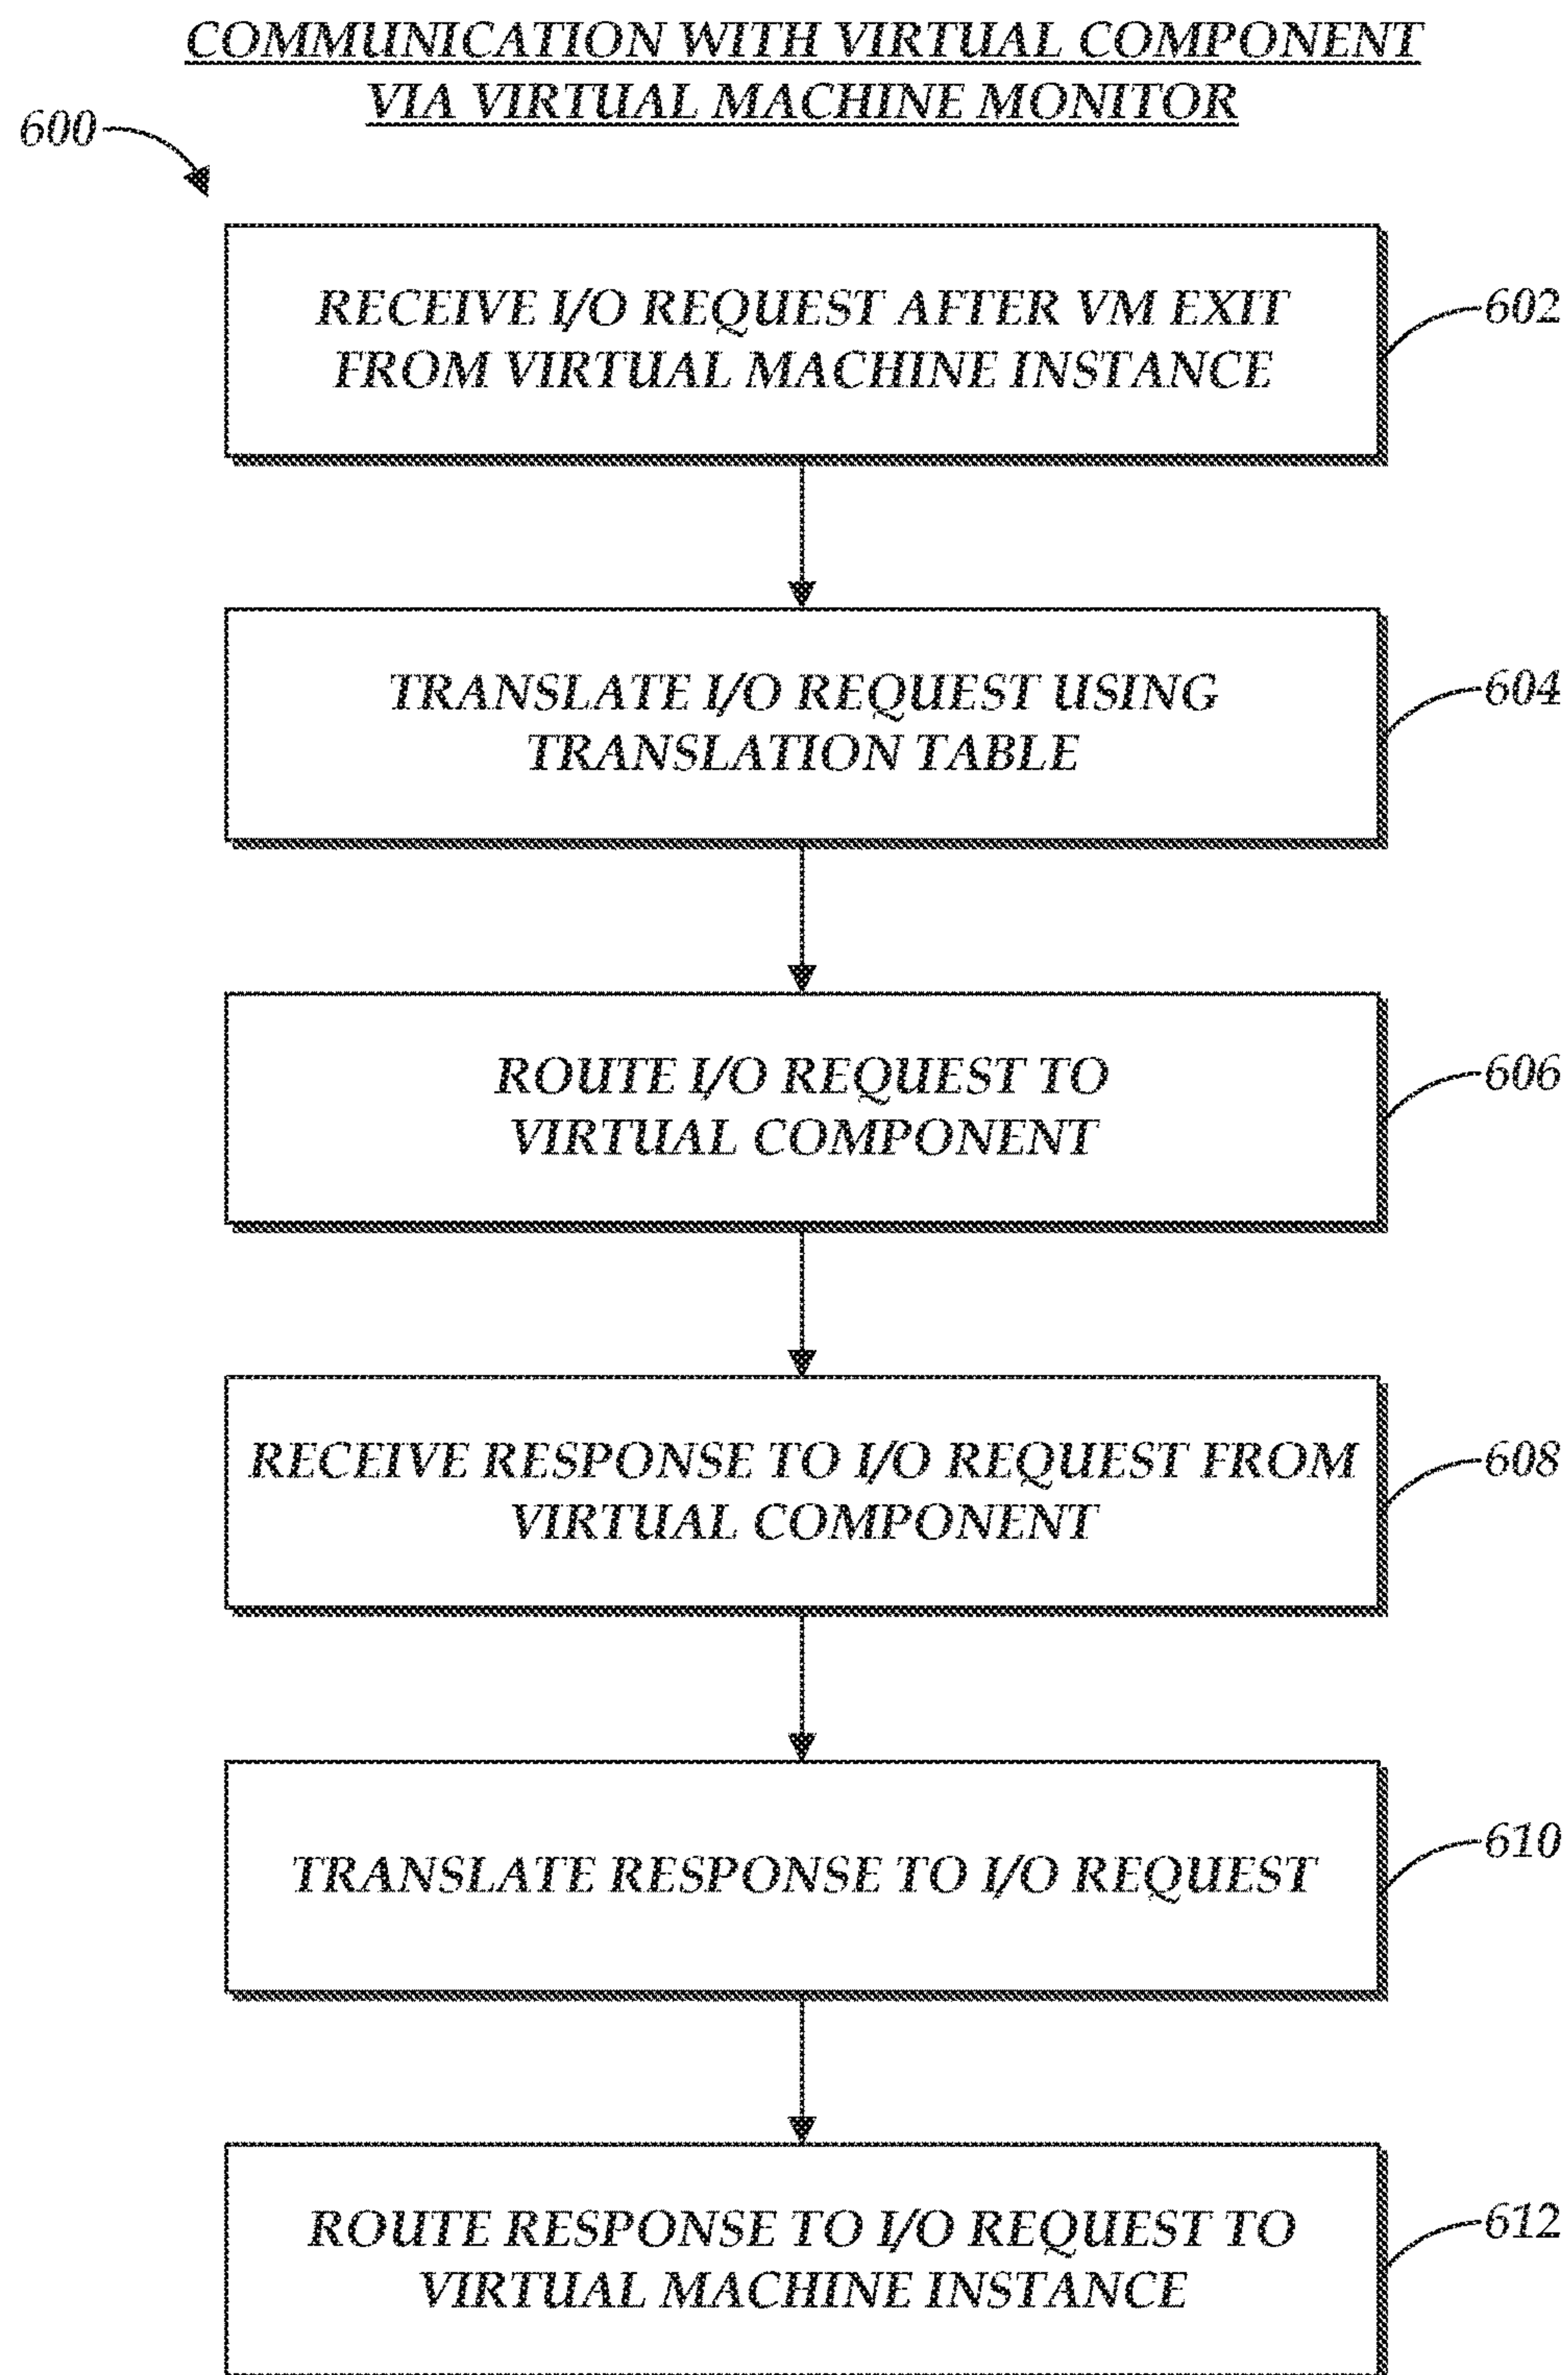 COMMUNICATION WITH VIRTUAL COMPONENT
VIA VIRTUAL MACHINE MONITOR
600
RECEIVE I/O REQUEST AFTER VM EXIT
FROM VIRTUAL MACHINE INSTANCE
602
TRANSLATE I/O REQUEST USING
TRANSLATION TABLE
604
ROUTE I/O REQUEST TO
VIRTUAL COMPONENT
606
RECEIVE RESPONSE TO I/O REQUEST FROM
VIRTUAL COMPONENT
608
TRANSLATE RESPONSE TO I/O REQUEST
610
ROUTE RESPONSE TO I/O REQUEST TO
VIRTUAL MACHINE INSTANCE
612